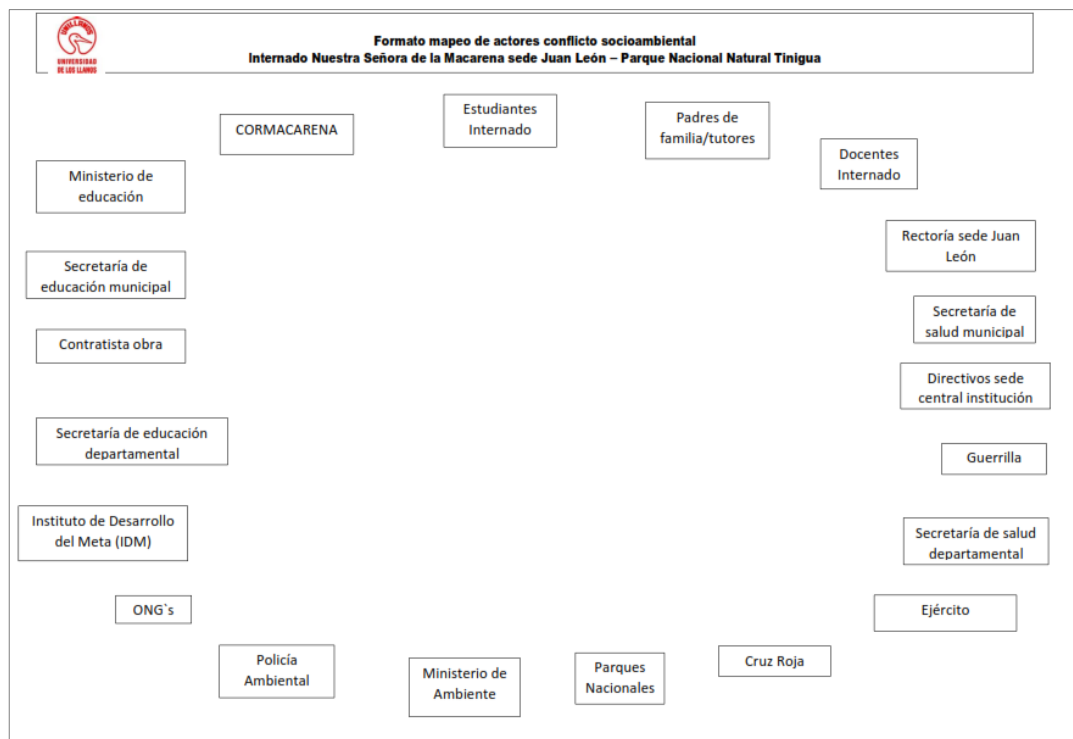 UNILLANOS
UNIVERSIDAD
DE LOS LLANOS
Formato mapeo de actores conflicto socioambiental
Internado Nuestra Señora de la Macarena sede Juan León – Parque Nacional Natural Tinigua
Estudiantes
Internado
Padres de
familia/tutores
CORMACARENA
Docentes
Internado
Ministerio de
educación
Rectoría sede Juan
León
Secretaría de
educación municipal
Secretaría de
salud municipal
Contratista obra
Directivos sede
central institución
Secretaría de educación
departamental
Guerrilla
Instituto de Desarrollo
del Meta (IDM)
Secretaría de salud
departamental
ONG`s
Ejército
Policía
Ambiental
Ministerio de
Ambiente
Parques
Nacionales
Cruz Roja